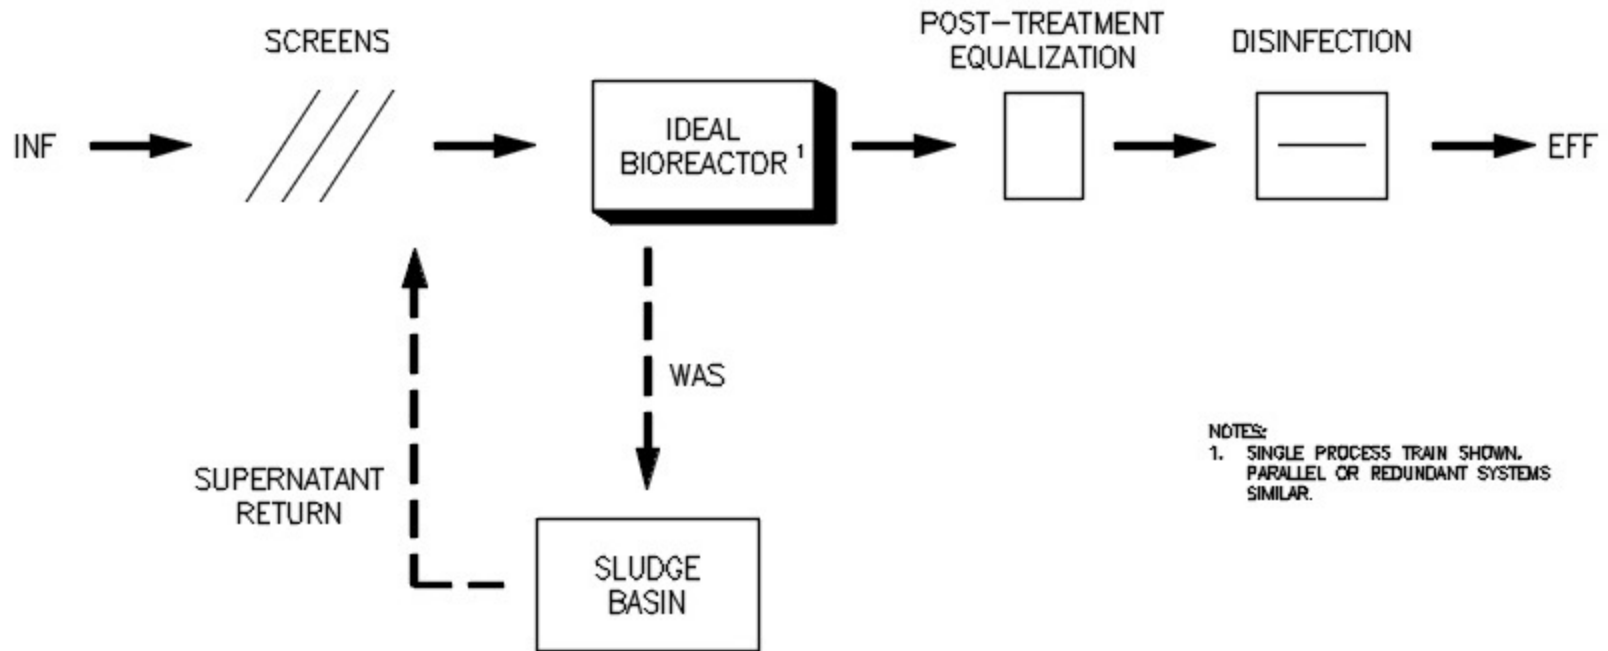 SCREENS
POST-TREATMENT
EQUALIZATION
DISINFECTION
INF
IDEAL
BIOREACTOR 1
EFF
WAS
SUPERNATANT
RETURN
SLUDGE
BASIN
NOTES:
1. SINGLE PROCESS TRAIN SHOWN.
PARALLEL OR REDUNDANT SYSTEMS
SIMILAR.